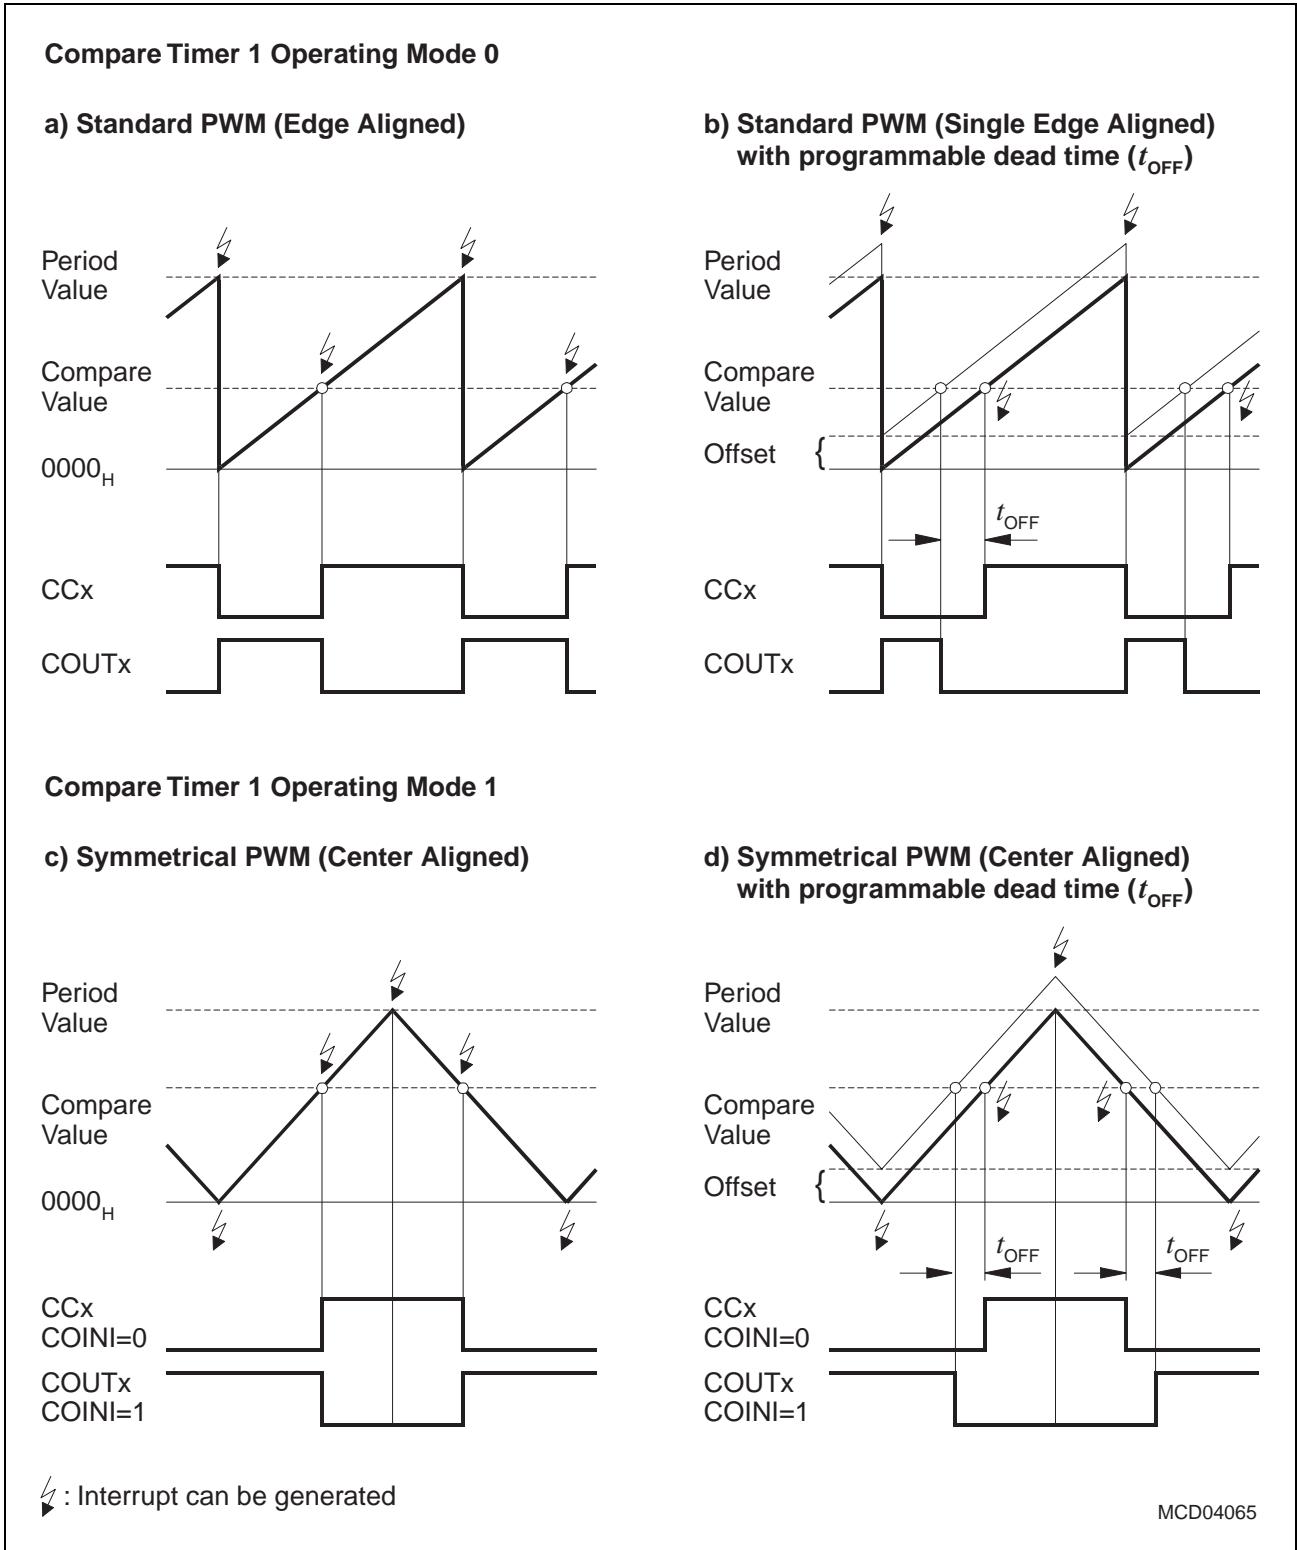 Compare Timer 1 Operating Mode 0
a) Standard PWM (Edge Aligned)
Period
Value
Compare
Value
0000H
CCx
COUTx
b) Standard PWM (Single Edge Aligned)
with programmable dead time (tOFF)
Period
Value
Compare
Value
Offset {
tOFF
CCx
COUTx
Compare Timer 1 Operating Mode 1
c) Symmetrical PWM (Center Aligned)
Period
Value
Compare
Value
0000H
CCx
COINI=0
COUTx
COINI=1
d) Symmetrical PWM (Center Aligned)
with programmable dead time (tOFF)
Period
Value
Compare
Value
Offset {
tOFF
tOFF
CCx
COINI=0
COUTx
COINI=1
: Interrupt can be generated
MCD04065